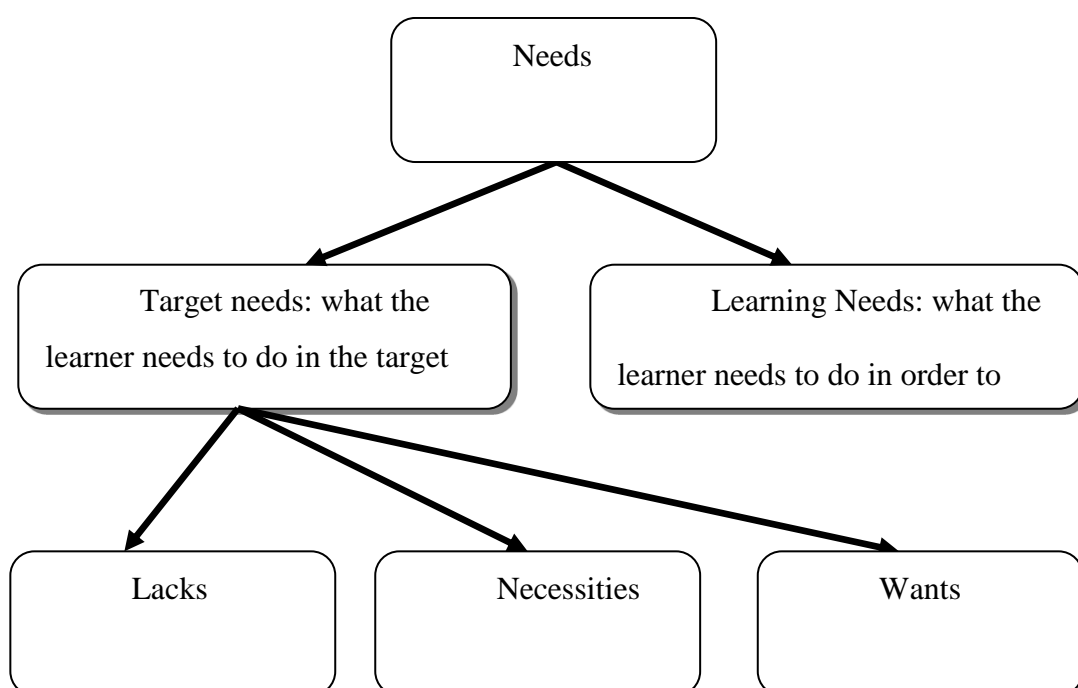 Needs
Target needs: what the
learner needs to do in the target
Learning Needs: what the
learner needs to do in order to
Lacks
Necessities
Wants